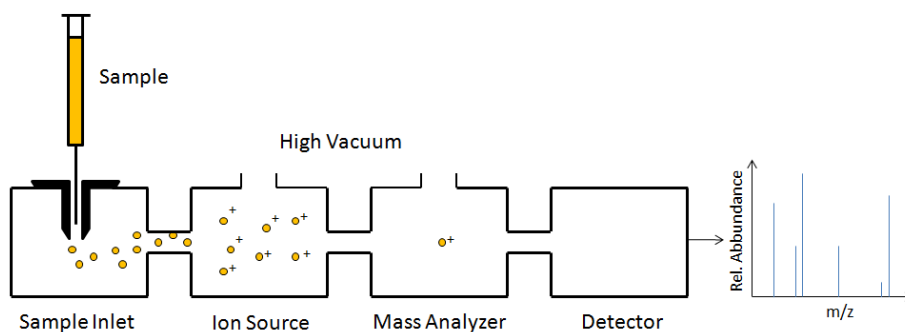 Sample
High Vacuum
+
+
+
+
+
+
+
Sample Inlet
Ion Source
Mass Analyzer
Detector
Rel. Abbundance
m/z